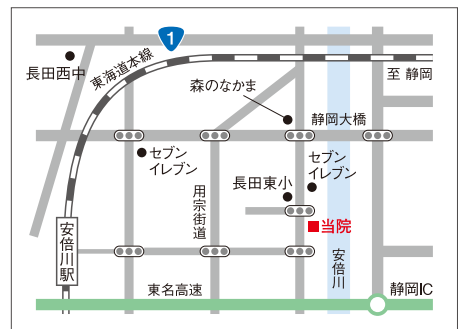 1
長田西中
東海道本線
至 静岡
森のなかま
静岡大橋
セブン
イレブン
セブン
イレブン
長田東小
用宗街道
当院
安倍川駅
安倍川
東名高速
静岡IC